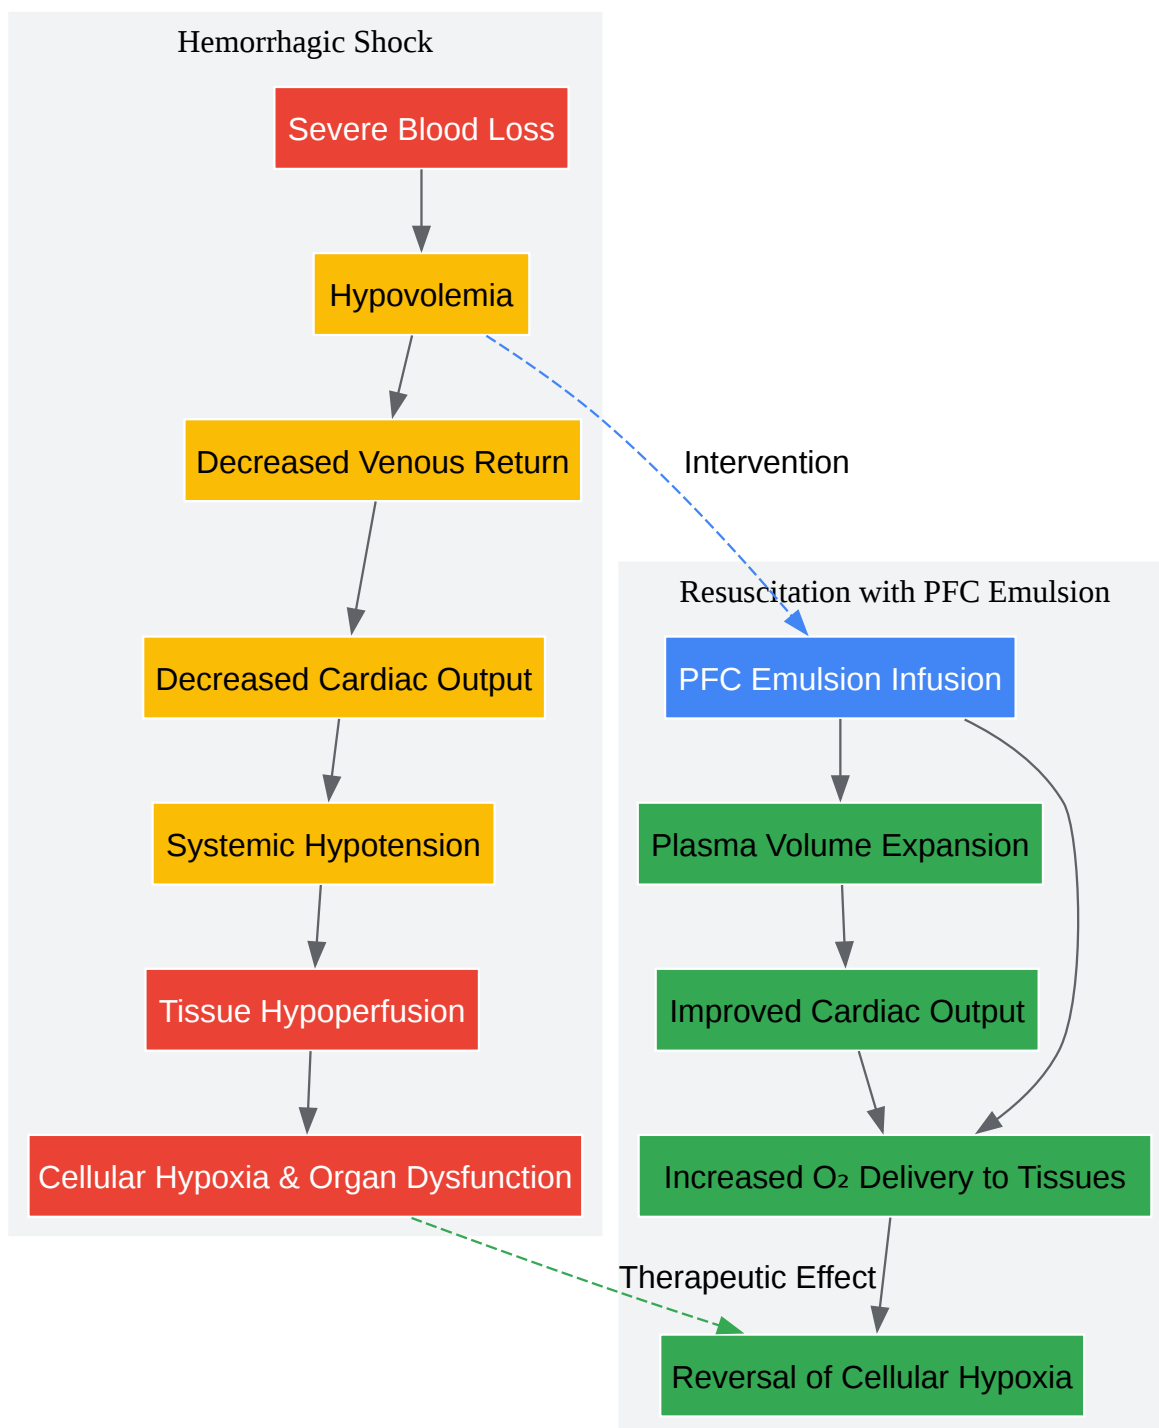 Hemorrhagic Shock
Severe Blood Loss
Hypovolemia
Decreased Venous Return
Intervention
Decreased Cardiac Output
Systemic Hypotension
Tissue Hypoperfusion
Cellular Hypoxia & Organ Dysfunction
Resuscitation with PFC Emulsion
PFC Emulsion Infusion
Plasma Volume Expansion
Improved Cardiac Output
Increased O₂ Delivery to Tissues
Therapeutic Effect
Reversal of Cellular Hypoxia